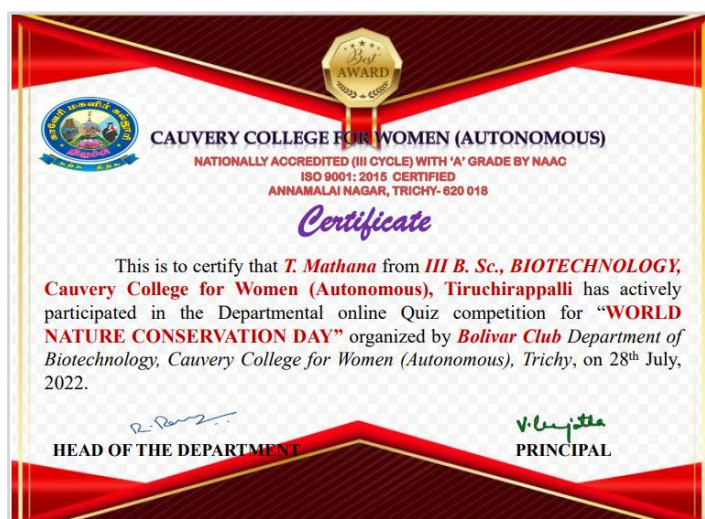 Best
AWARD
காவேரி மகளிர் கல்லூரி
திருச்சி
CAUVERY COLLEGE FOR WOMEN (AUTONOMOUS)
NATIONALLY ACCREDITED (III CYCLE) WITH ‘A’ GRADE BY NAAC
ISO 9001: 2015 CERTIFIED
ANNAMALAI NAGAR, TRICHY- 620 018
Certificate
This is to certify that T. Mathana from III B. Sc., BIOTECHNOLOGY,
Cauvery College for Women (Autonomous), Tiruchirappalli has actively
participated in the Departmental online Quiz competition for “WORLD
NATURE CONSERVATION DAY” organized by Bolivar Club Department of
Biotechnology, Cauvery College for Women (Autonomous), Trichy, on 28th July,
2022.
HEAD OF THE DEPARTMENT
PRINCIPAL